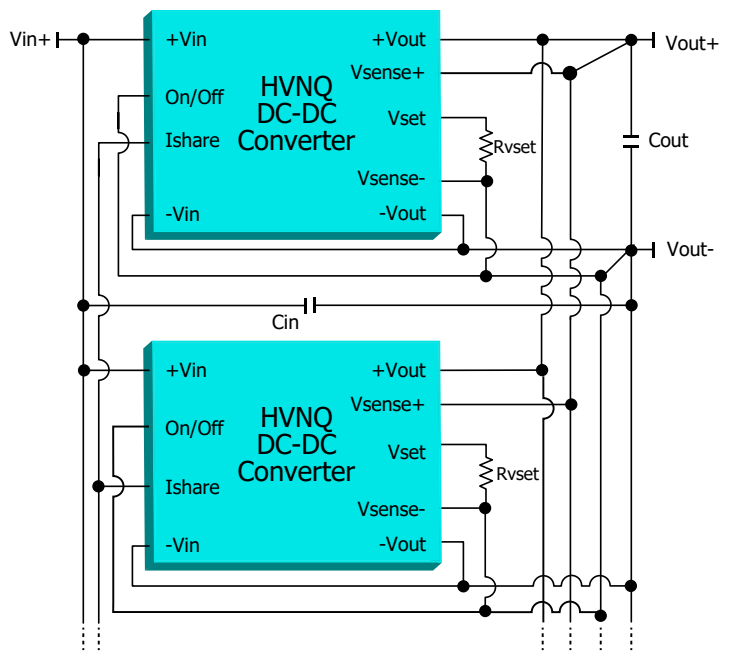 Vin+
+Vin
+Vout
Vout+
Vsense+
On/Off
HVNQ
DC-DC
Converter
Vset
Ishare
Rvset
Cout
Vsense-
-Vin
-Vout
Vout-
Cin
+Vin
+Vout
Vsense+
On/Off
HVNQ
DC-DC
Converter
Vset
Ishare
Rvset
Vsense-
-Vin
-Vout